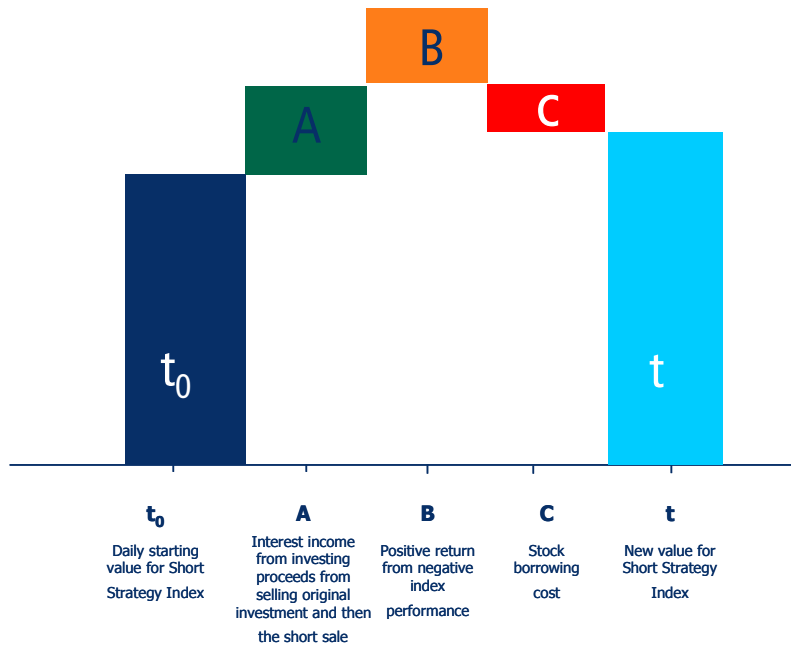 B
A
C
t0
t
t0
A
B
C
t
Daily starting
value for Short
Strategy Index
Interest income
from investing
proceeds from
selling original
investment and then
the short sale
Positive return
from negative
index
performance
Stock
borrowing
cost
New value for
Short Strategy
Index